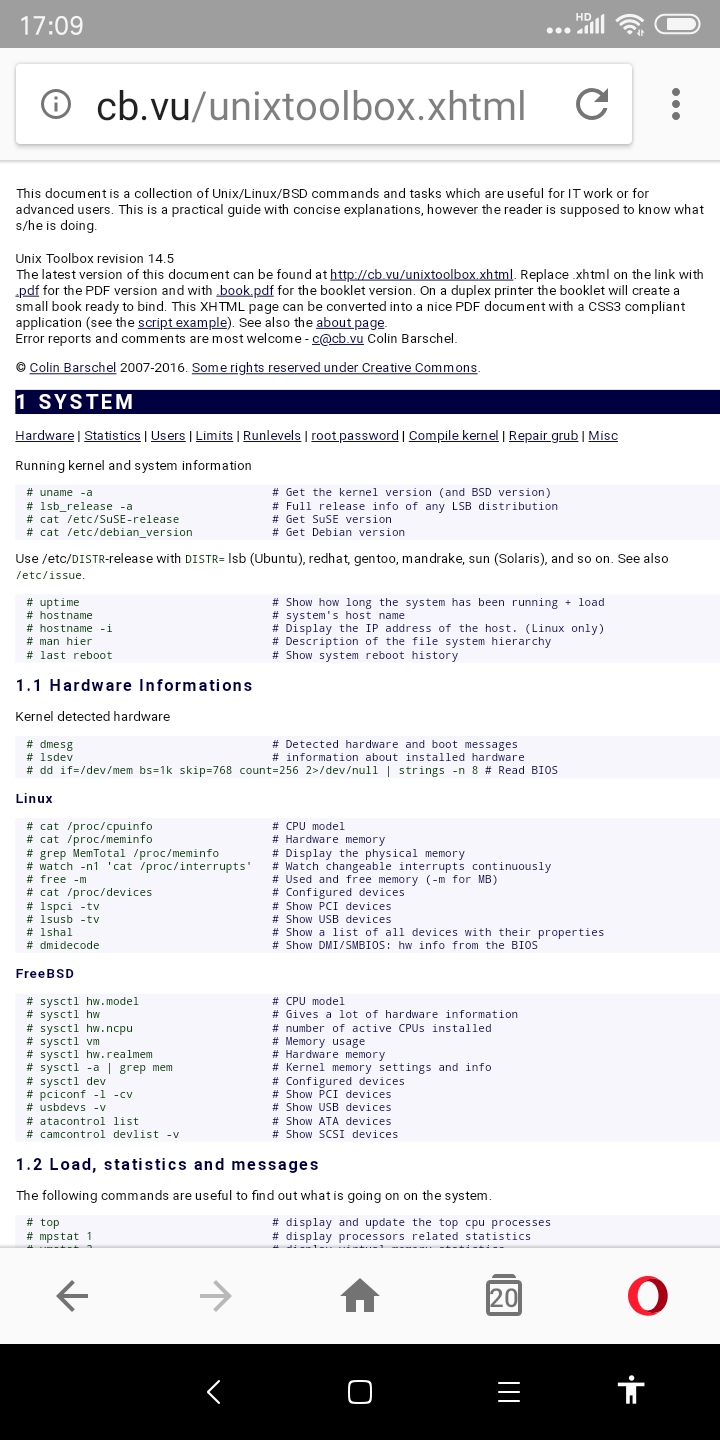 17:09
HD
cb.vu/unixtoolbox.xhtml
This document is a collection of Unix/Linux/BSD commands and tasks which are useful for IT work or for
advanced users. This is a practical guide with concise explanations, however the reader is supposed to know what
s/he is doing.
Unix Toolbox revision 14.5
The latest version of this document can be found at http://cb.vu/unixtoolbox.xhtml. Replace .xhtml on the link with
.pdf for the PDF version and with .book.pdf for the booklet version. On a duplex printer the booklet will create a
small book ready to bind. This XHTML page can be converted into a nice PDF document with a CSS3 compliant
application (see the script example). See also the about page.
Error reports and comments are most welcome - c@cb.vu Colin Barschel.
© Colin Barschel 2007-2016. Some rights reserved under Creative Commons.
1 SYSTEM
Hardware | Statistics | Users | Limits | Runlevels | root password | Compile kernel | Repair grub | Misc
Running kernel and system information
# uname -a # Get the kernel version (and BSD version)
# lsb_release -a # Full release info of any LSB distribution
# cat /etc/SuSE-release # Get SuSE version
# cat /etc/debian_version # Get Debian version
Use /etc/DISTR-release with DISTR= lsb (Ubuntu), redhat, gentoo, mandrake, sun (Solaris), and so on. See also
/etc/issue.
# uptime # Show how long the system has been running + load
# hostname # system's host name
# hostname -i # Display the IP address of the host. (Linux only)
# man hier # Description of the file system hierarchy
# last reboot # Show system reboot history
1.1 Hardware Informations
Kernel detected hardware
# dmesg # Detected hardware and boot messages
# lsdev # information about installed hardware
# dd if=/dev/mem bs=1k skip=768 count=256 2>/dev/null | strings -n 8 # Read BIOS
Linux
# cat /proc/cpuinfo # CPU model
# cat /proc/meminfo # Hardware memory
# grep MemTotal /proc/meminfo # Display the physical memory
# watch -n1 'cat /proc/interrupts' # Watch changeable interrupts continuously
# free -m # Used and free memory (-m for MB)
# cat /proc/devices # Configured devices
# lspci -tv # Show PCI devices
# lsusb -tv # Show USB devices
# lshal # Show a list of all devices with their properties
# dmidecode # Show DMI/SMBIOS: hw info from the BIOS
FreeBSD
# sysctl hw.model # CPU model
# sysctl hw # Gives a lot of hardware information
# sysctl hw.ncpu # number of active CPUs installed
# sysctl vm # Memory usage
# sysctl hw.realmem # Hardware memory
# sysctl -a | grep mem # Kernel memory settings and info
# sysctl dev # Configured devices
# pciconf -l -cv # Show PCI devices
# usbdevs -v # Show USB devices
# atacontrol list # Show ATA devices
# camcontrol devlist -v # Show SCSI devices
1.2 Load, statistics and messages
The following commands are useful to find out what is going on on the system.
# top # display and update the top cpu processes
# mpstat 1 # display processors related statistics
20